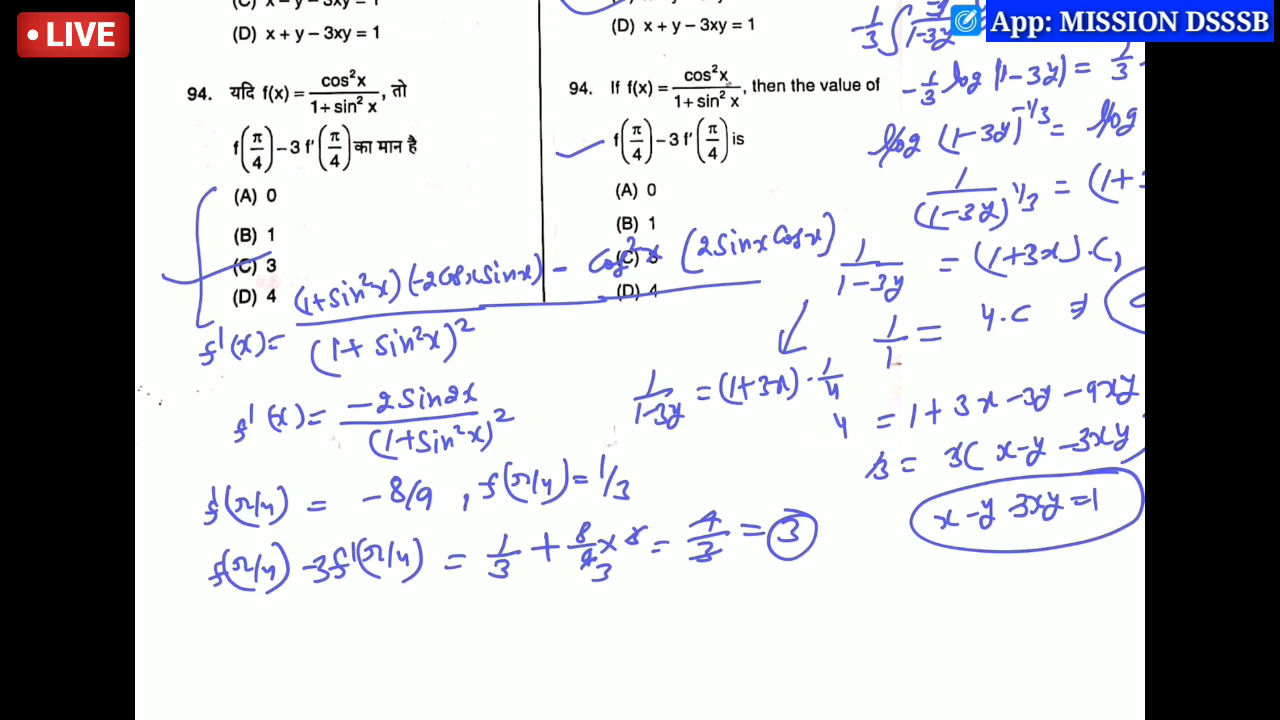 LIVE
App: MISSION DSSSB
(D) x + y − 3xy = 1
94. यदि f(x) = cos²x / 1+ sin² x, तो
f(π/4) − 3 f'(π/4) का मान है
(A) 0
(B) 1
(C) 3
(D) 4
(D) x + y − 3xy = 1
94. If f(x) = cos²x / 1+ sin² x, then the value of
f(π/4) − 3 f'(π/4) is
(A) 0
(B) 1
(D) 4
f'(x) = (1+sin²x)(-2cosxsinx) - cos²x (2sinx cosx) / (1+ sin²x)²
f'(x) = -2sin2x / (1+sin²x)²
f'(π/4) = -8/9 , f(π/4) = 1/3
f(π/4) - 3f'(π/4) = 1/3 + 8/9 x 3 = = 3
-1/3 log (1-3y) = 1/3
log (1-3y)^-1/3 = log
1/(1-3y)^1/3 = (1+3
1/1-3y = (1+3x).C,
1/1 = 4.C ⇒
1/1-3y = (1+3x).1/4
4 = 1+3x-3y-9xy
3 = 3( x-y -3xy)
x-y-3xy=1